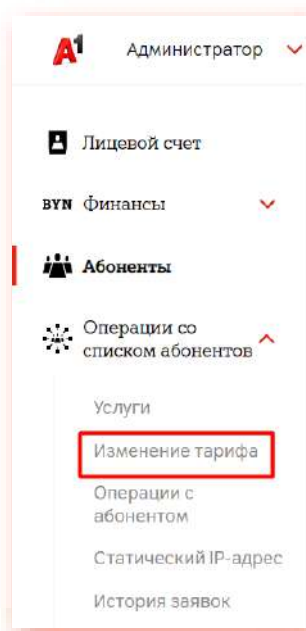 A1 Администратор
Лицевой счет
BYN Финансы
Абоненты
Операции со
списком абонентов
Услуги
Изменение тарифа
Операции с
абонентом
Статический IP-адрес
История заявок